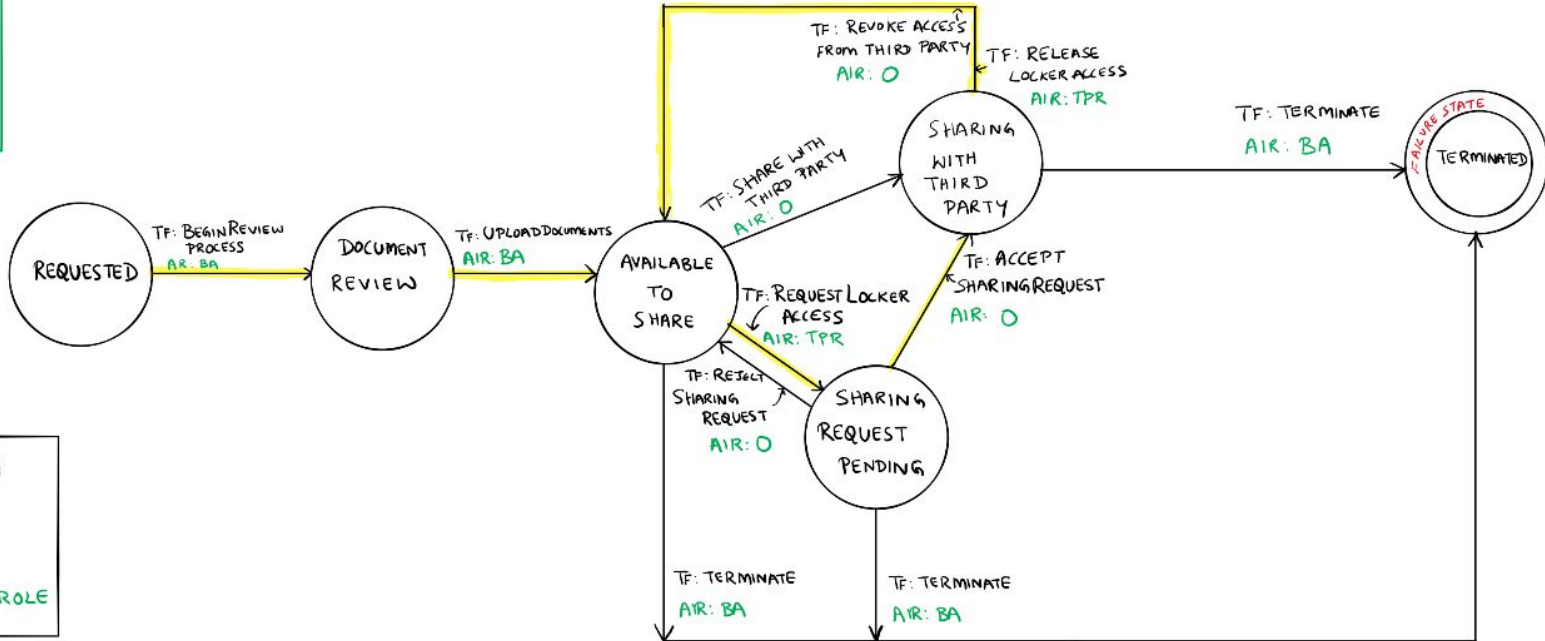 TF: REVOKE ACCESS
FROM THIRD PARTY
AIR: O
TF: RELEASE
LOCKER ACCESS
AIR: TPR
TF: SHARE WITH
THIRD PARTY
AIR: O
SHARING
WITH
THIRD
PARTY
TF: TERMINATE
AIR: BA
FAILURE STATE
TERMINATED
REQUESTED
TF: BEGIN REVIEW
PROCESS
AR: BA
DOCUMENT
REVIEW
TF: UPLOAD DOCUMENTS
AIR: BA
AVAILABLE
TO
SHARE
TF: REQUEST LOCKER
ACCESS
AIR: TPR
TF: ACCEPT
SHARING REQUEST
AIR: O
TF: REJECT
SHARING
REQUEST
AIR: O
SHARING
REQUEST
PENDING
TF: TERMINATE
AIR: BA
TF: TERMINATE
AIR: BA
ROLE